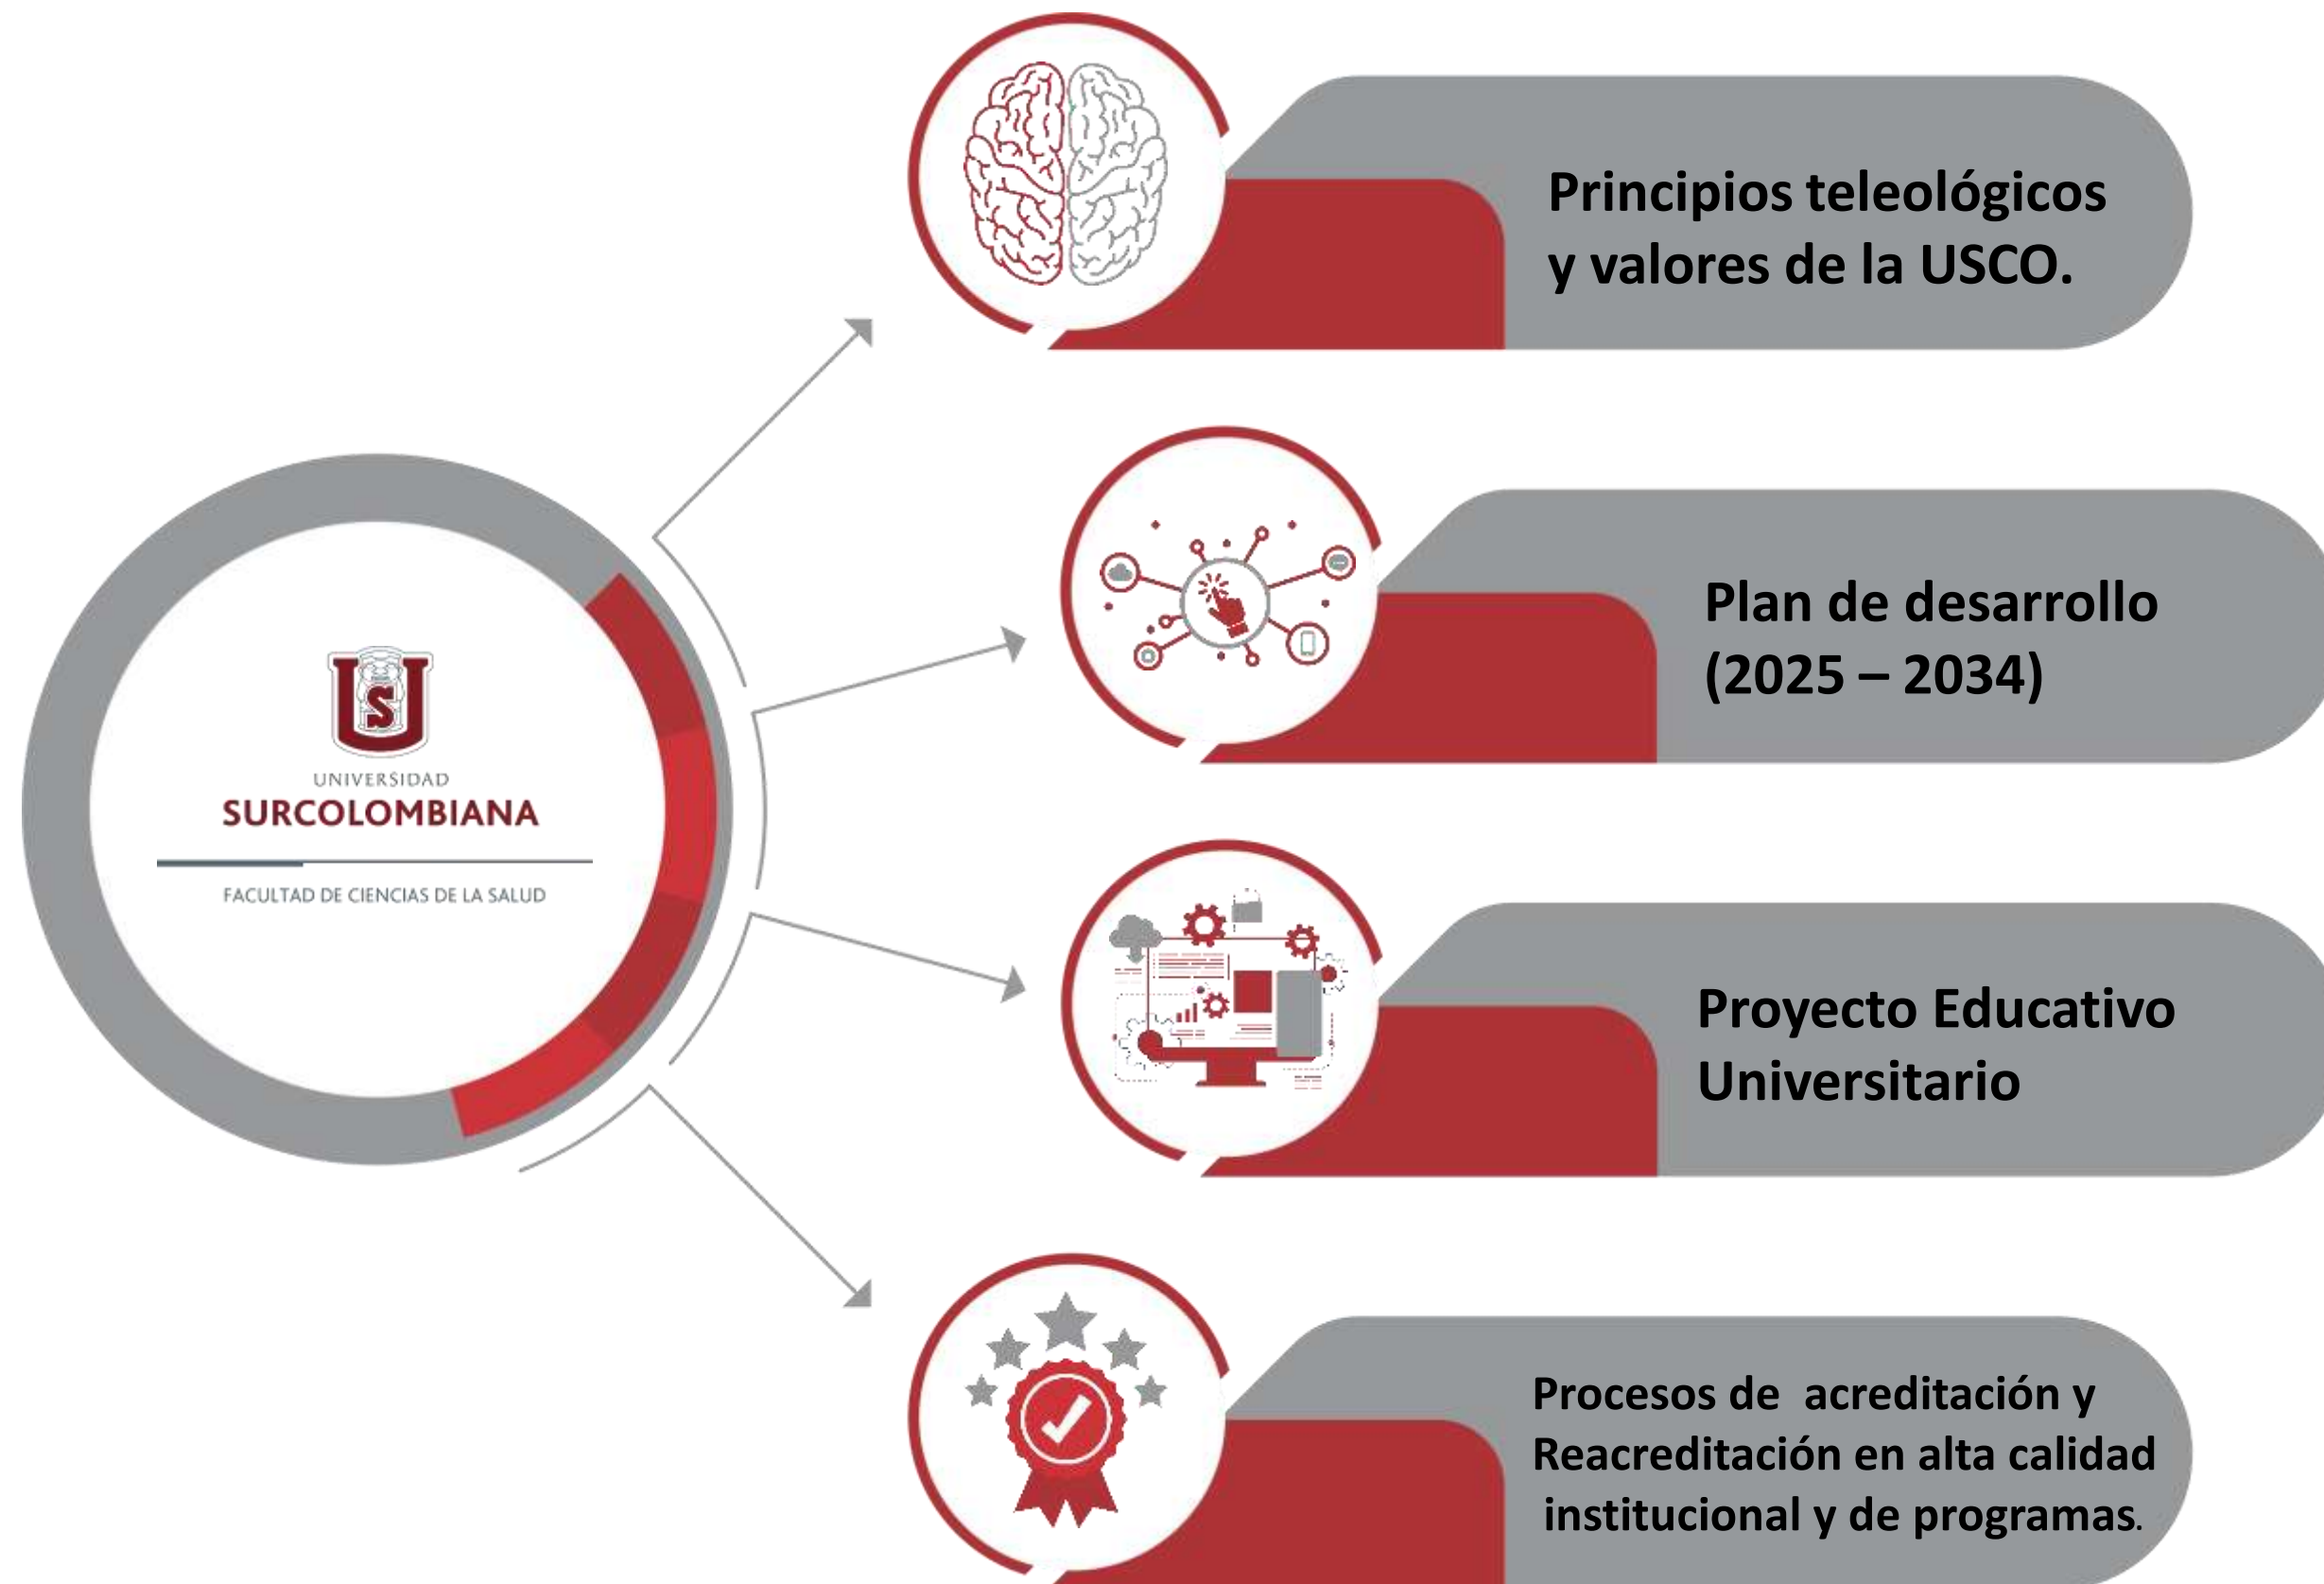 Principios teleológicos
y valores de la USCO.
Plan de desarrollo
(2025 – 2034)
US
UNIVERSIDAD
SURCOLOMBIANA
FACULTAD DE CIENCIAS DE LA SALUD
Proyecto Educativo
Universitario
Procesos de acreditación y
Reacreditación en alta calidad
institucional y de programas.